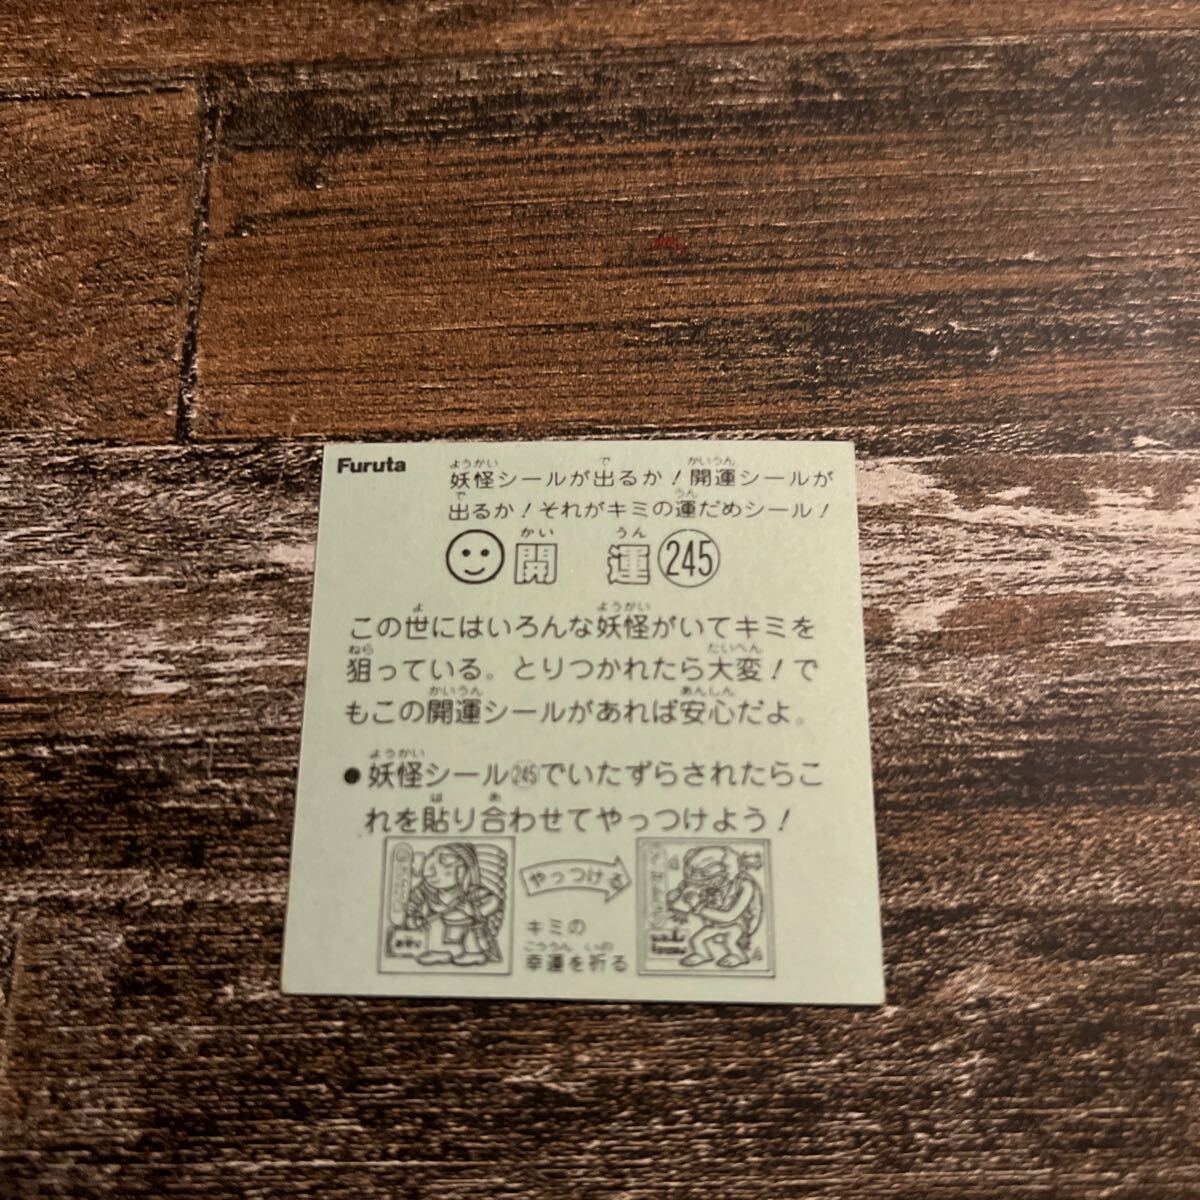 Furuta
妖怪シールが出るか！開運シールが
出るか！それがキミの運だめシール！
開運 245
この世にはいろんな妖怪がいてキミを
狙っている。とりつかれたら大変！で
もこの開運シールがあれば安心だよ。
●妖怪シール245でいたずらされたらこ
れを貼り合わせてやっつけよう！
やっつける
キミの
幸運を祈る